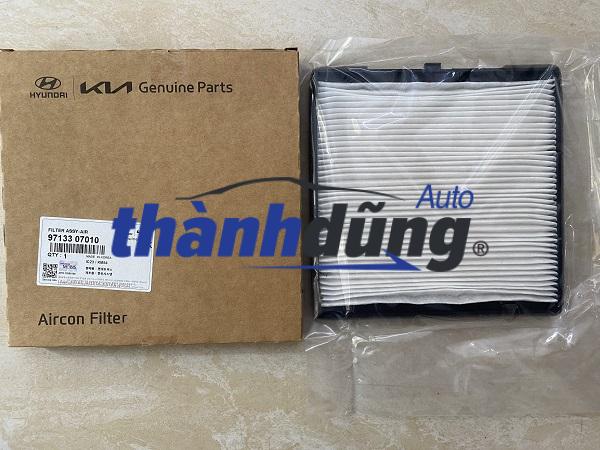 HYUNDAI KIA Genuine Parts
Auto
thànhdũng®
FILTER ASSY-AIR
97133 07010
QTY : 1 MADE IN KOREA
Aircon Filter